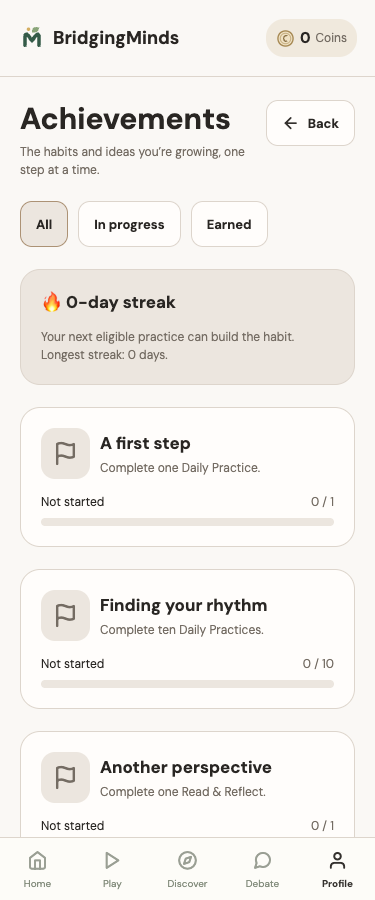 BridgingMinds
0 Coins
Achievements
Back
The habits and ideas you’re growing, one
step at a time.
All
In progress
Earned
🔥 0-day streak
Your next eligible practice can build the habit.
Longest streak: 0 days.
A first step
Complete one Daily Practice.
Not started 0 / 1
Finding your rhythm
Complete ten Daily Practices.
Not started 0 / 10
Another perspective
Complete one Read & Reflect.
Not started 0 / 1
Home
Play
Discover
Debate
Profile